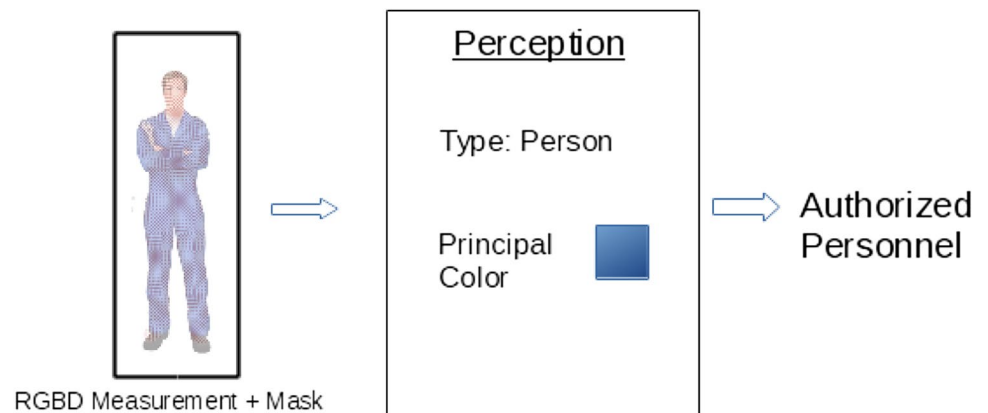 Perception
Type: Person
Principal
Color
Authorized
Personnel
RGBD Measurement + Mask